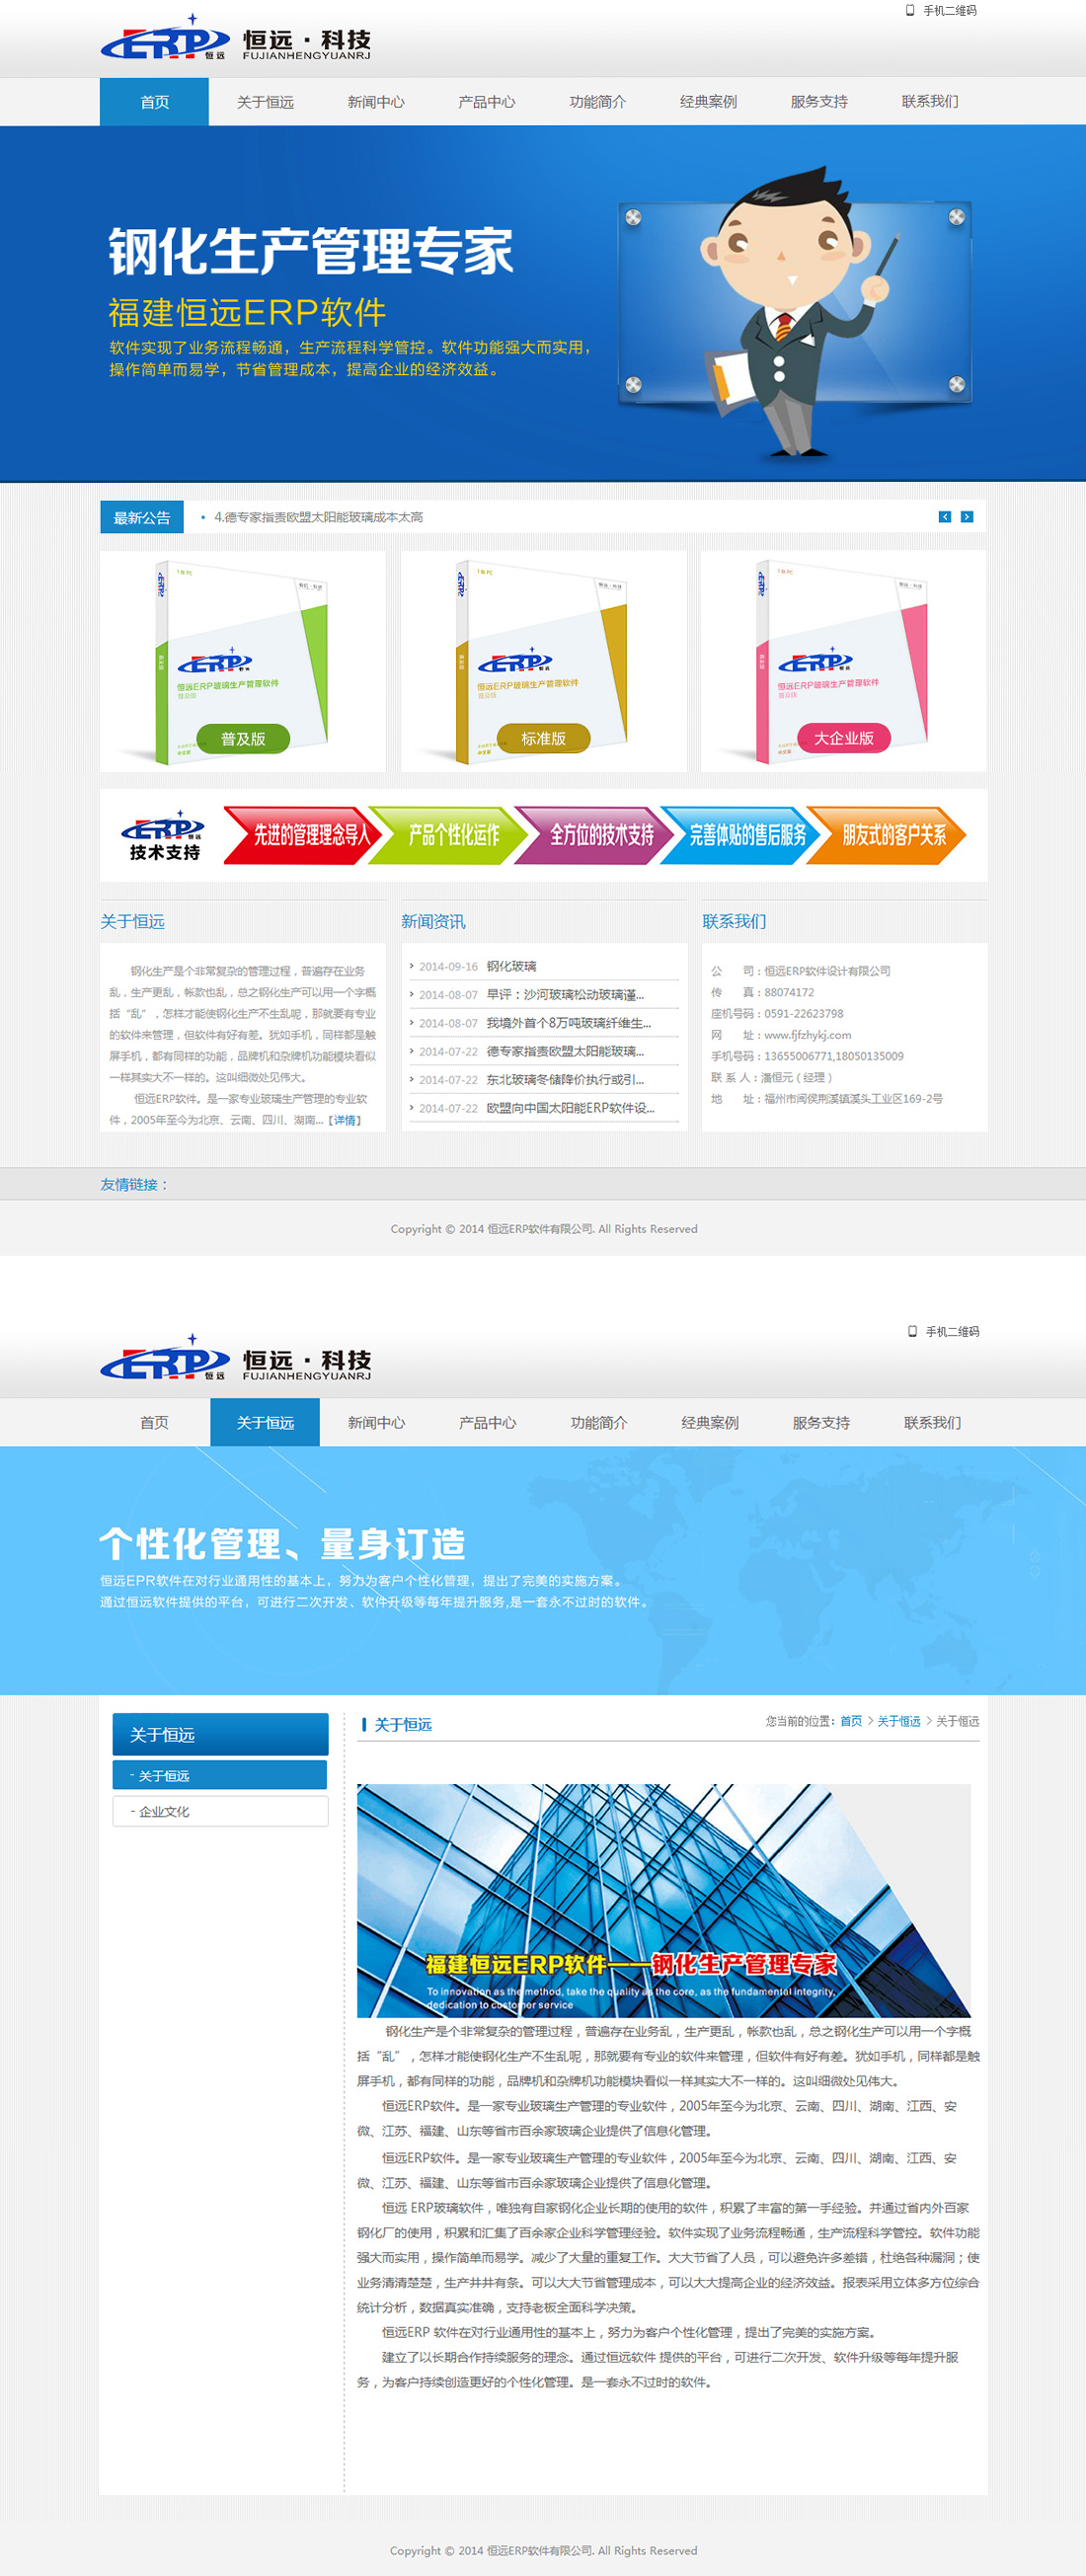 手机二维码
ERP 恒远
恒远·科技
FUJIANHENGYUANRJ
首页 关于恒远 新闻中心 产品中心 功能简介 经典案例 服务支持 联系我们
钢化生产管理专家
福建恒远ERP软件
软件实现了业务流程畅通，生产流程科学管控。软件功能强大而实用，
操作简单而易学，节省管理成本，提高企业的经济效益。
最新公告 • 4.德专家指责欧盟太阳能玻璃成本太高
ERP 恒远
恒远ERP玻璃生产管理软件
普及版
普及版
ERP 恒远
恒远ERP玻璃生产管理软件
普及版
标准版
ERP 恒远
恒远ERP玻璃生产管理软件
普及版
大企业版
ERP 恒远
技术支持
先进的管理理念导人 产品个性化运作 全方位的技术支持 完善体贴的售后服务 朋友式的客户关系
关于恒远
钢化生产是个非常复杂的管理过程，普遍存在业务
乱，生产更乱，帐款也乱，总之钢化生产可以用一个字概
括“乱”，怎样才能使钢化生产不生乱呢，那就要有专业
的软件来管理，但软件有好有差。犹如手机，同样都是触
屏手机，都有同样的功能，品牌机和杂牌机功能模块看似
一样其实大不一样的。这叫细微处见伟大。
恒远ERP软件。是一家专业玻璃生产管理的专业软
件，2005年至今为北京、云南、四川、湖南...【详情】
新闻资讯
2014-09-16 钢化玻璃
2014-08-07 早评：沙河玻璃松动玻璃谨...
2014-08-07 我境外首个8万吨玻璃纤维生...
2014-07-22 德专家指责欧盟太阳能玻璃...
2014-07-22 东北玻璃冬储降价执行或引...
2014-07-22 欧盟向中国太阳能ERP软件设...
联系我们
公　　司：恒远ERP软件设计有限公司
传　　真：88074172
座机号码：0591-22623798
网　　址：www.fjfzhykj.com
手机号码：13655006771,18050135009
联 系 人：潘恒元（经理）
地　　址：福州市闽侯荆溪镇溪头工业区169-2号
友情链接：
Copyright © 2014 恒远ERP软件有限公司. All Rights Reserved
手机二维码
ERP 恒远
恒远·科技
FUJIANHENGYUANRJ
首页 关于恒远 新闻中心 产品中心 功能简介 经典案例 服务支持 联系我们
个性化管理、量身订造
恒远EPR软件在对行业通用性的基本上，努力为客户个性化管理，提出了完美的实施方案。
通过恒远软件提供的平台，可进行二次开发、软件升级等每年提升服务,是一套永不过时的软件。
关于恒远
- 关于恒远
- 企业文化
关于恒远
您当前的位置：首页 > 关于恒远 > 关于恒远
福建恒远ERP软件——钢化生产管理专家
To innovation as the method, take the quality as the core, as the fundamental integrity,
dedication to customer service
钢化生产是个非常复杂的管理过程，普遍存在业务乱，生产更乱，帐款也乱，总之钢化生产可以用一个字概
括“乱”，怎样才能使钢化生产不生乱呢，那就要有专业的软件来管理，但软件有好有差。犹如手机，同样都是触
屏手机，都有同样的功能，品牌机和杂牌机功能模块看似一样其实大不一样的。这叫细微处见伟大。
恒远ERP软件。是一家专业玻璃生产管理的专业软件，2005年至今为北京、云南、四川、湖南、江西、安
微、江苏、福建、山东等省市百余家玻璃企业提供了信息化管理。
恒远ERP软件。是一家专业玻璃生产管理的专业软件，2005年至今为北京、云南、四川、湖南、江西、安
微、江苏、福建、山东等省市百余家玻璃企业提供了信息化管理。
恒远 ERP玻璃软件，唯独有自家钢化企业长期的使用的软件，积累了丰富的第一手经验。并通过省内外百家
钢化厂的使用，积累和汇集了百余家企业科学管理经验。软件实现了业务流程畅通，生产流程科学管控。软件功能
强大而实用，操作简单而易学。减少了大量的重复工作。大大节省了人员，可以避免许多差错，杜绝各种漏洞；使
业务清清楚楚，生产井井有条。可以大大节省管理成本，可以大大提高企业的经济效益。报表采用立体多方位综合
统计分析，数据真实准确，支持老板全面科学决策。
恒远ERP 软件在对行业通用性的基本上，努力为客户个性化管理，提出了完美的实施方案。
建立了以长期合作持续服务的理念。通过恒远软件 提供的平台，可进行二次开发、软件升级等每年提升服
务，为客户持续创造更好的个性化管理。是一套永不过时的软件。
Copyright © 2014 恒远ERP软件有限公司. All Rights Reserved